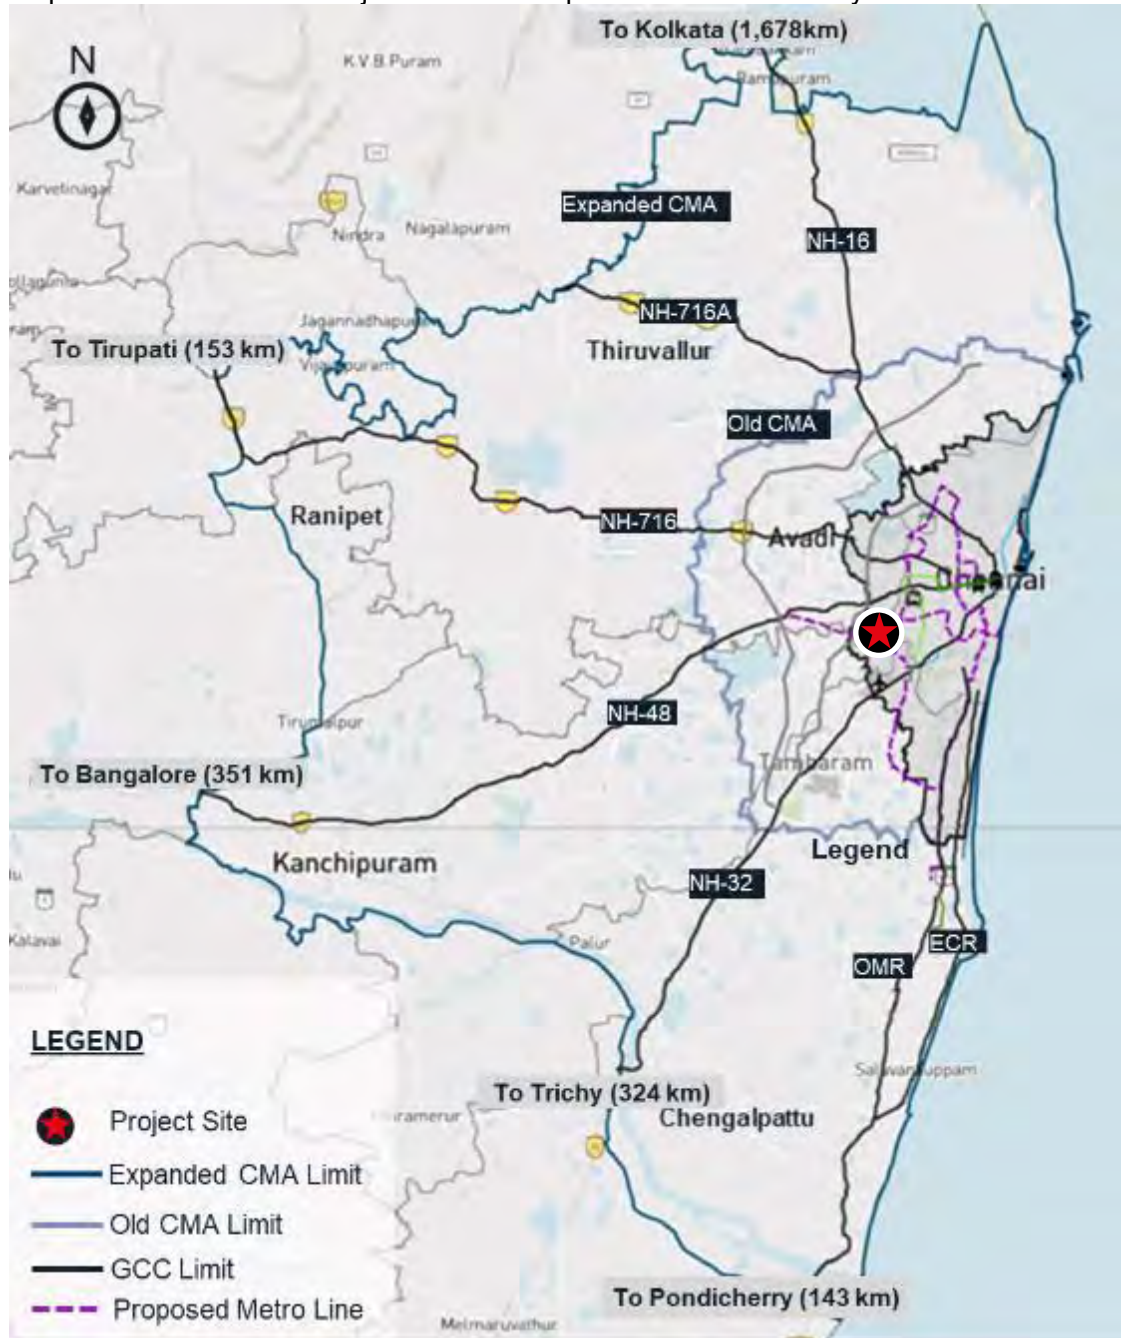 To Kolkata (1,678km)
N
K.V.B.Puram
Ramapuram
Karvetinagar
Expanded CMA
Nindra
Nagalapuram
NH-16
NH-716A
Thiruvallur
To Tirupati (153 km)
Old CMA
Ranipet
NH-716
Avadi
NH-48
Tambaram
To Bangalore (351 km)
Kanchipuram
Legend
NH-32
Kalavai
Palur
ECR
OMR
LEGEND
To Trichy (324 km)
Chengalpattu
Project Site
Expanded CMA Limit
Old CMA Limit
GCC Limit
Proposed Metro Line
To Pondicherry (143 km)
Melmaruvathur